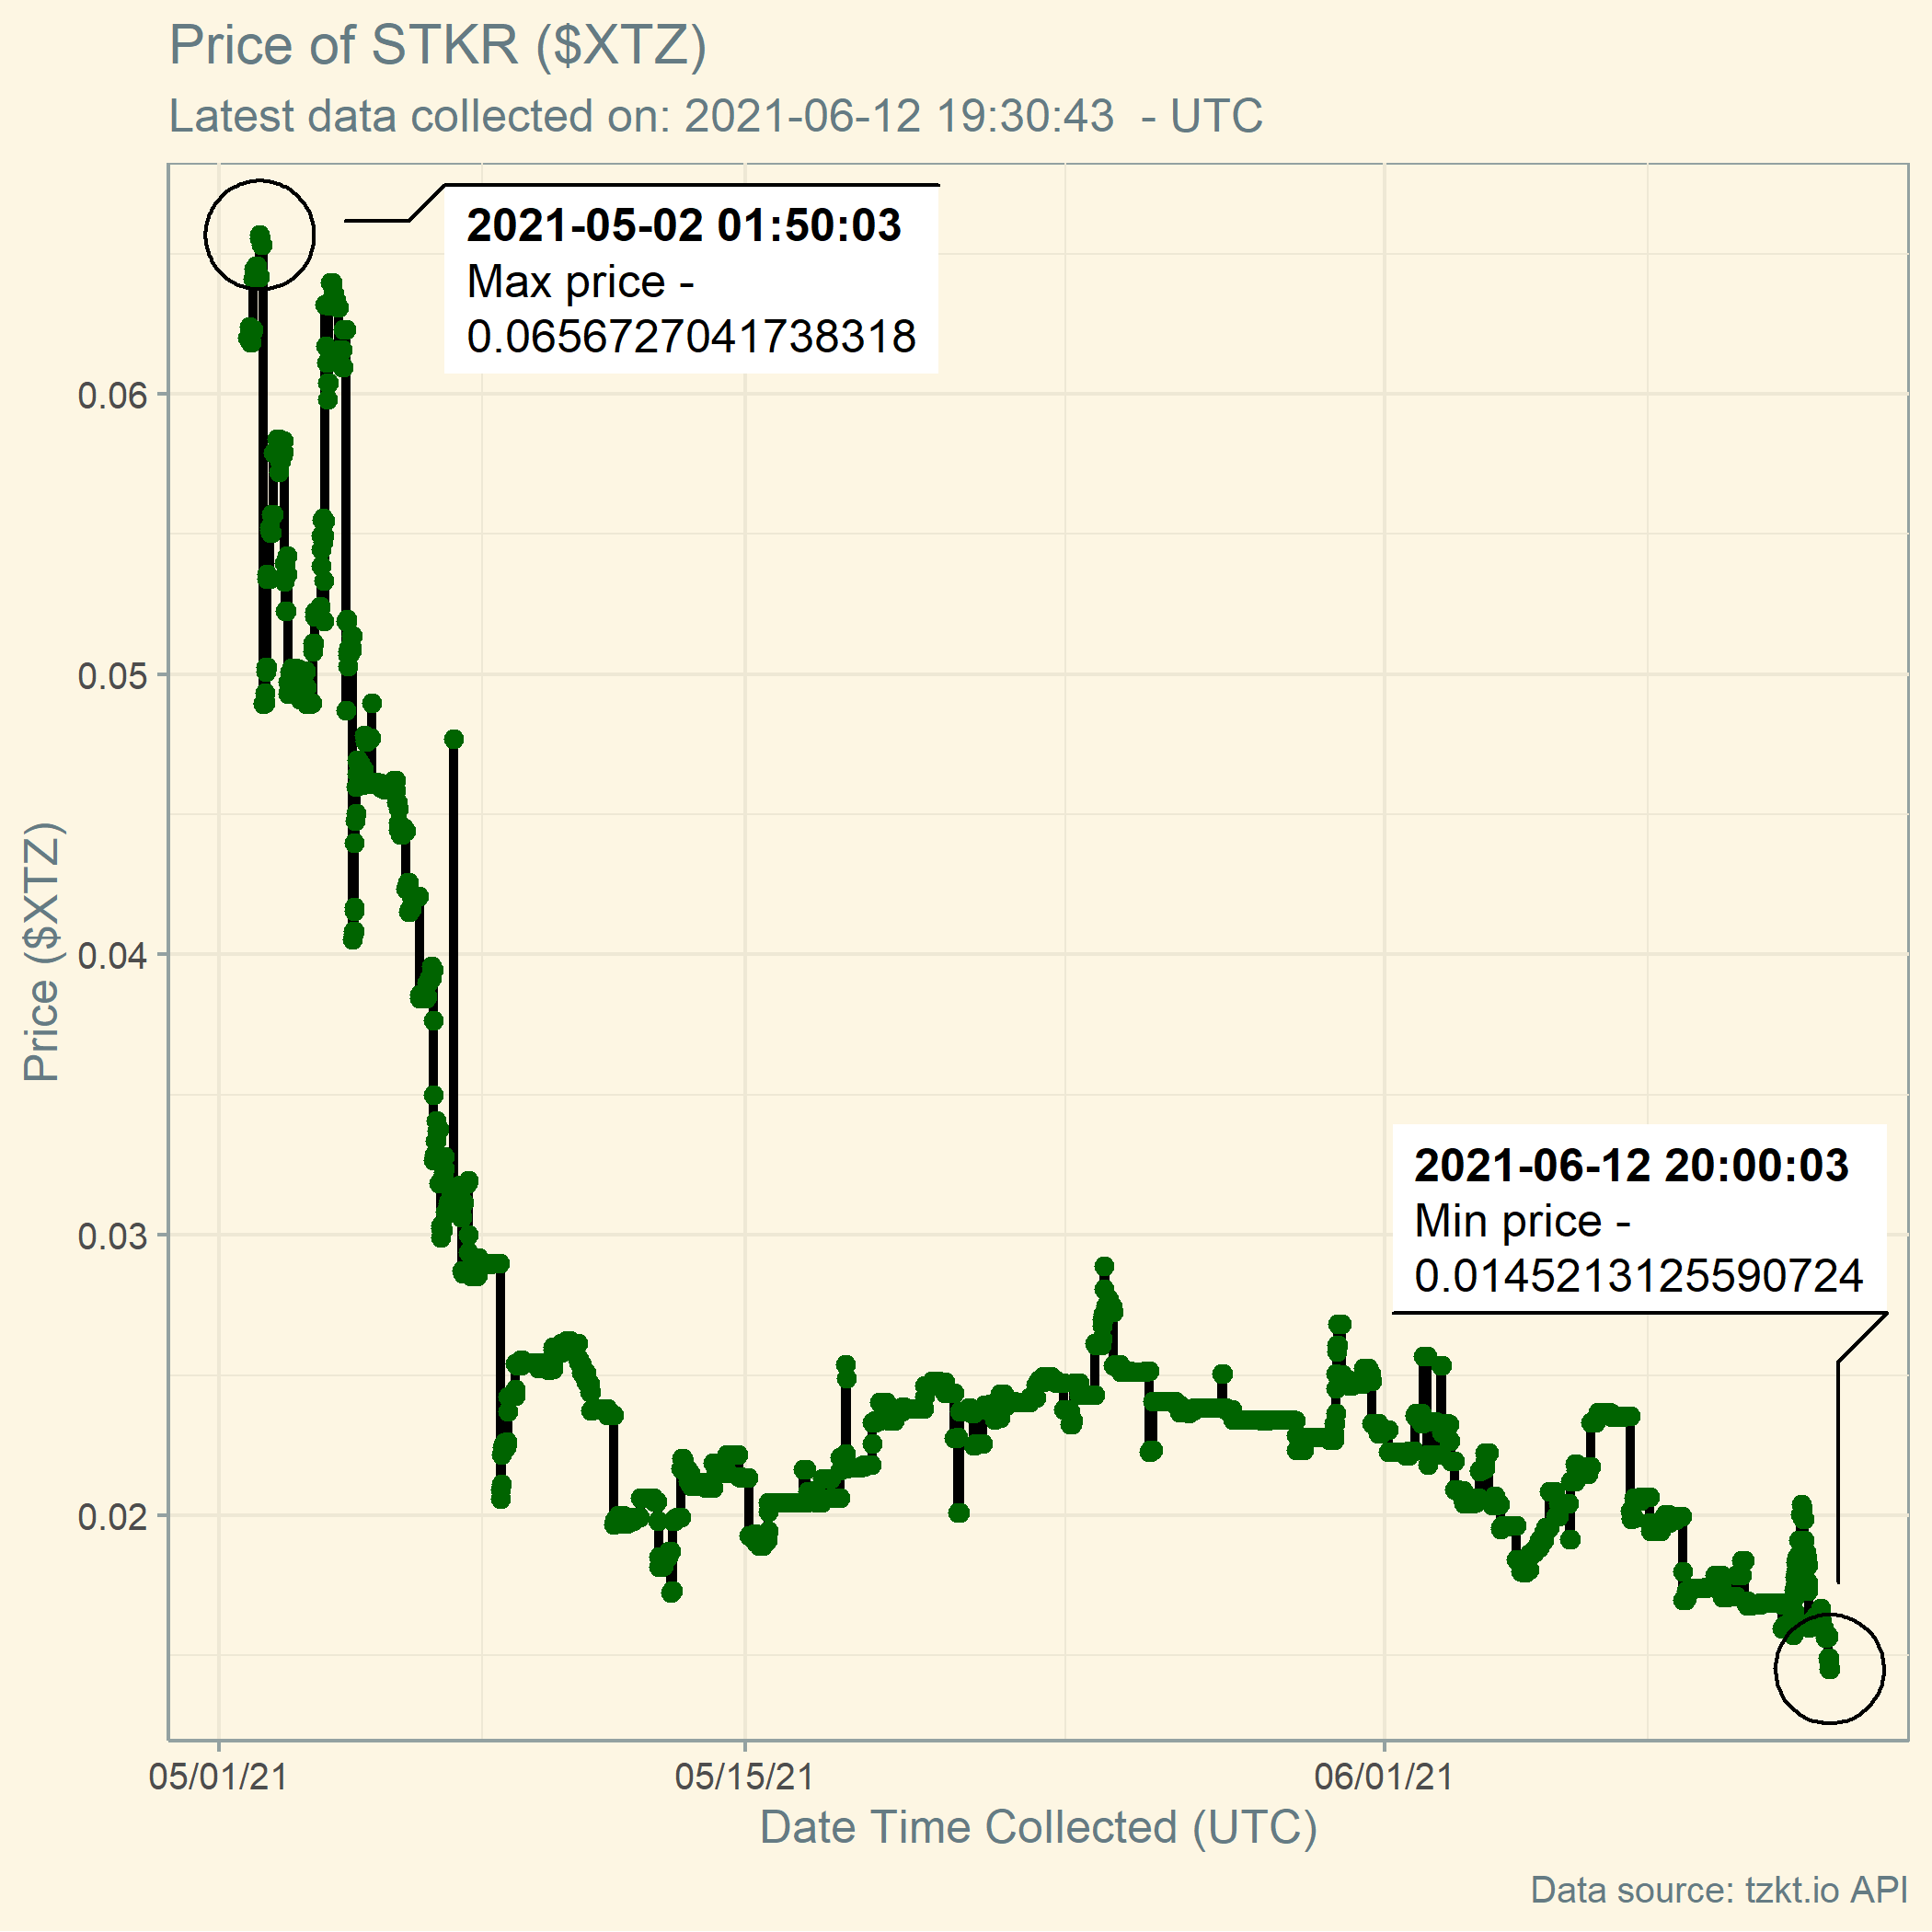 Price of STKR ($XTZ)
Latest data collected on: 2021-06-12 19:30:43  - UTC
2021-05-02 01:50:03
Max price -
0.0656727041738318
0.06
0.05
0.04
0.03
0.02
Price ($XTZ)
2021-06-12 20:00:03
Min price -
0.0145213125590724
05/01/21
05/15/21
06/01/21
Date Time Collected (UTC)
Data source: tzkt.io API